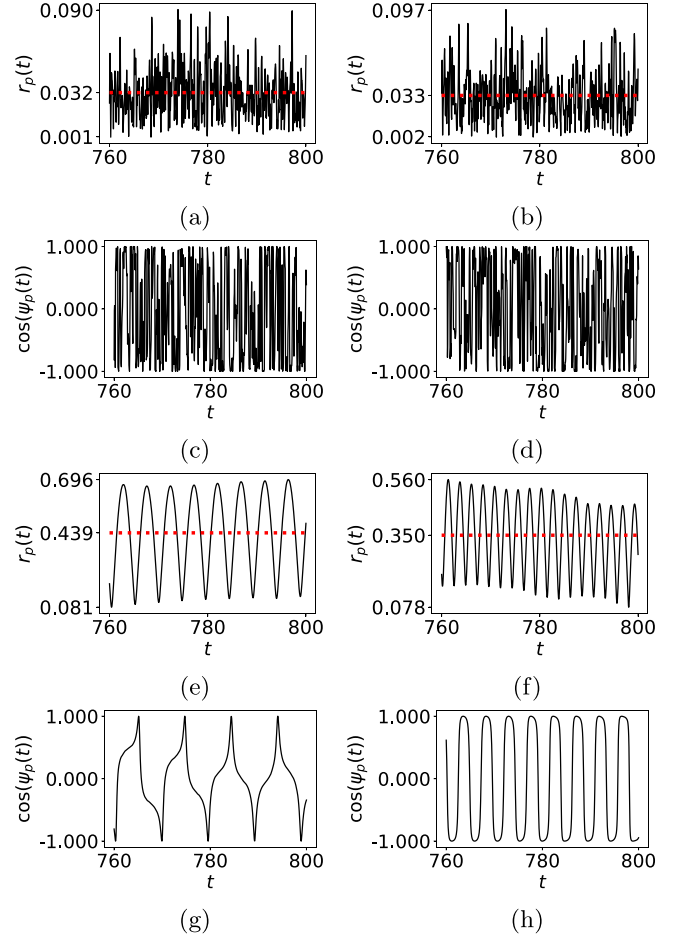 0.090
r_p(t)
0.032
0.001
760 780 800
t
(a)
0.097
r_p(t)
0.033
0.002
760 780 800
t
(b)
1.000
cos(ψ_p(t))
0.000
-1.000
760 780 800
t
(c)
1.000
cos(ψ_p(t))
0.000
-1.000
760 780 800
t
(d)
0.696
r_p(t)
0.439
0.081
760 780 800
t
(e)
0.560
r_p(t)
0.350
0.078
760 780 800
t
(f)
1.000
cos(ψ_p(t))
0.000
-1.000
760 780 800
t
(g)
1.000
cos(ψ_p(t))
0.000
-1.000
760 780 800
t
(h)